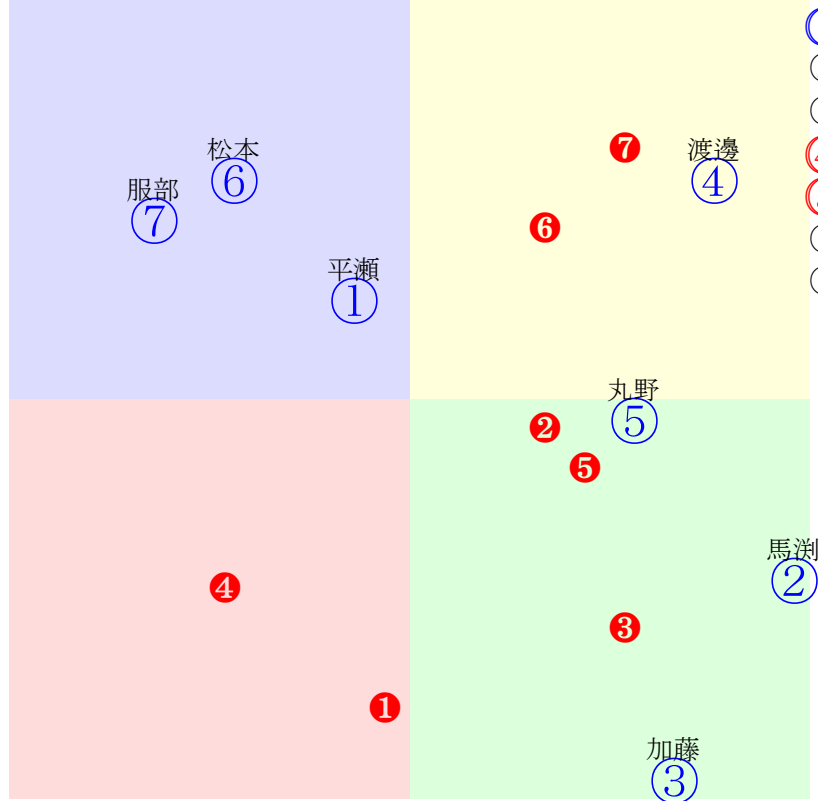 ❼
松本
渡邊
⑥
④
服部
⑦
❻
平瀬
①
丸野
⑤
❷
❺
馬渕
②
❹
❸
❶
加藤
③